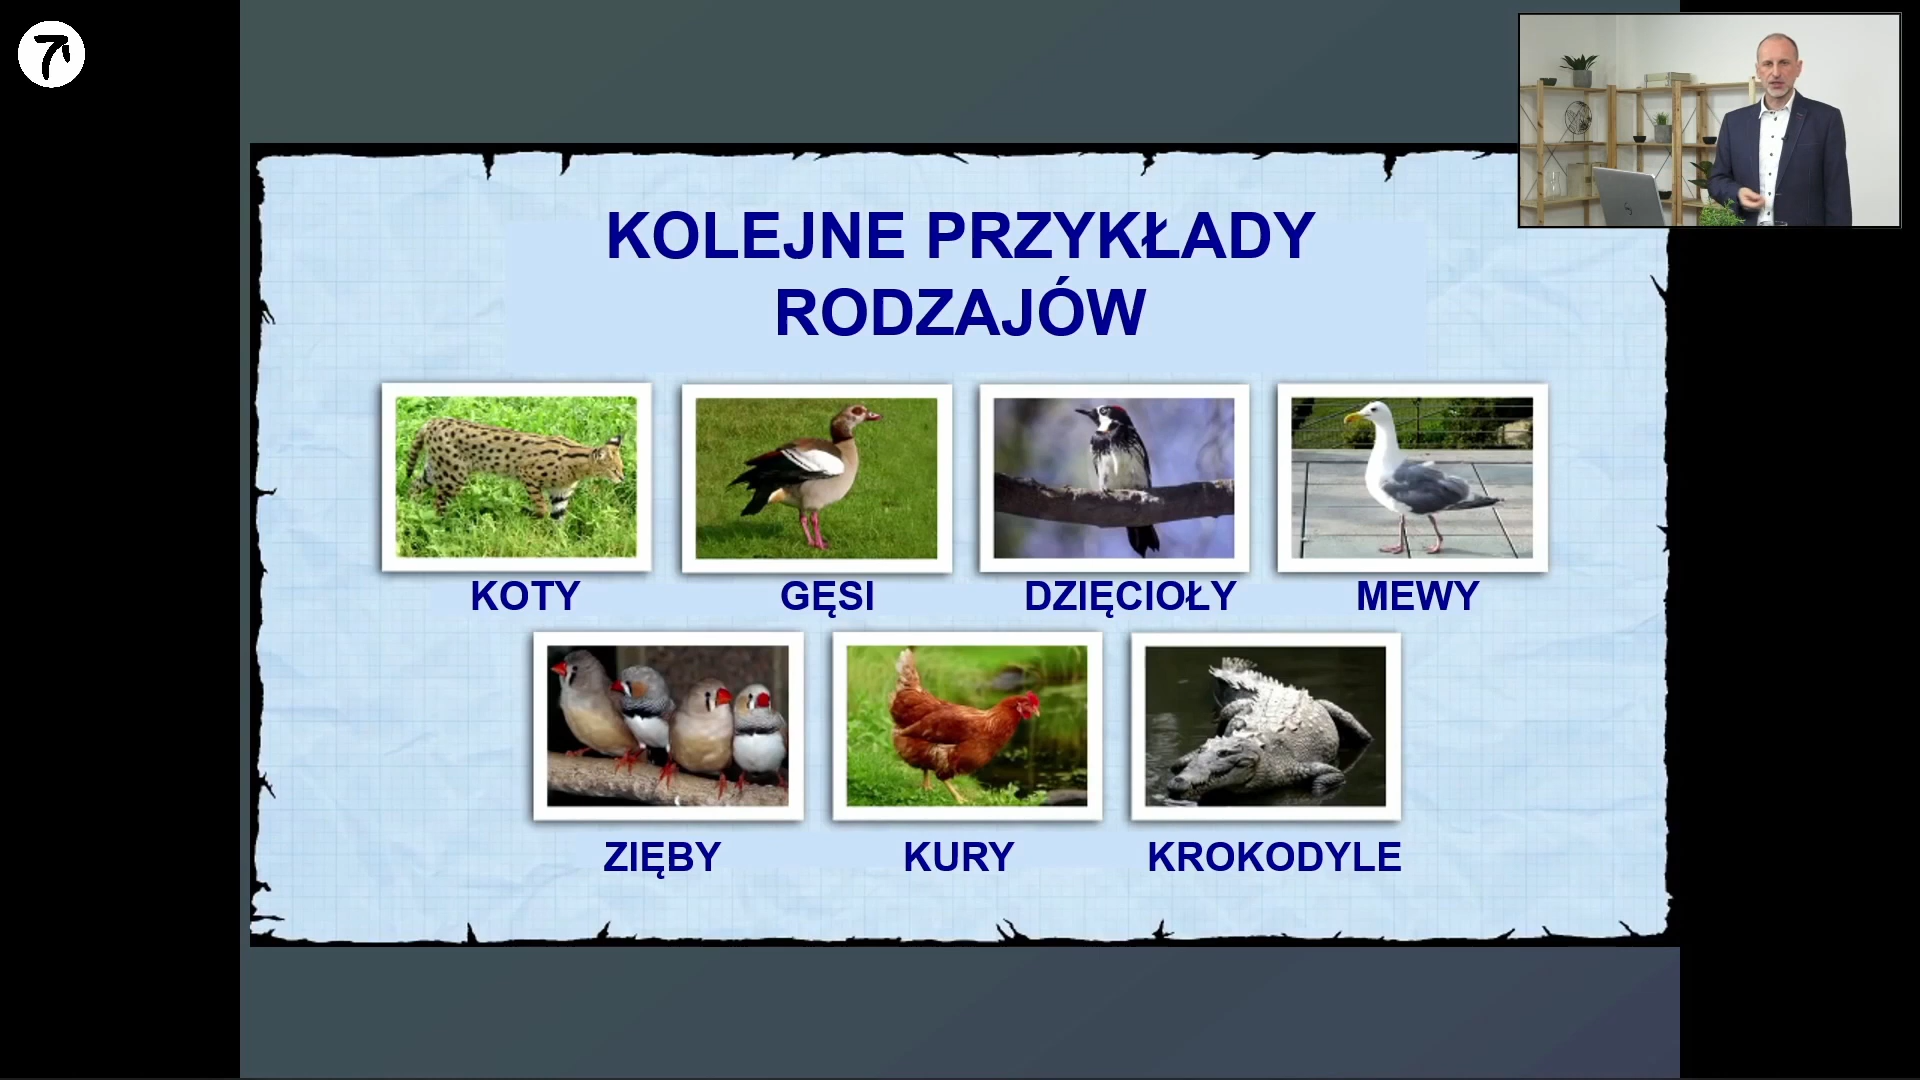 KOLEJNE PRZYKŁADY
RODZAJÓW
KOTY
GĘSI
DZIĘCIOŁY
MEWY
ZIĘBY
KURY
KROKODYLE